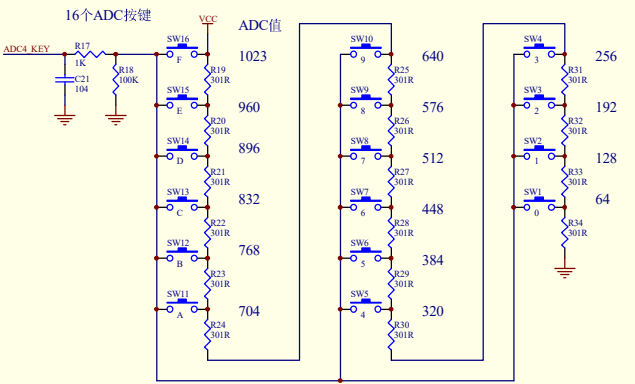 16个ADC按键
VCC
ADC值
ADC4_KEY
R17
1K
C21
104
R18
100K
SW16
F
1023
R19
301R
SW15
E
960
R20
301R
SW14
D
896
R21
301R
SW13
C
832
R22
301R
SW12
B
768
R23
301R
SW11
A
704
R24
301R
SW10
9
640
R25
301R
SW9
8
576
R26
301R
SW8
7
512
R27
301R
SW7
6
448
R28
301R
SW6
5
384
R29
301R
SW5
4
320
R30
301R
SW4
3
256
R31
301R
SW3
2
192
R32
301R
SW2
1
128
R33
301R
SW1
0
64
R34
301R